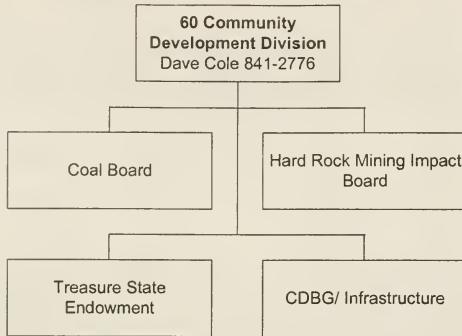 60 Community
Development Division
Dave Cole 841-2776
Coal Board
Hard Rock Mining Impact
Board
Treasure State
Endowment
CDBG/ Infrastructure